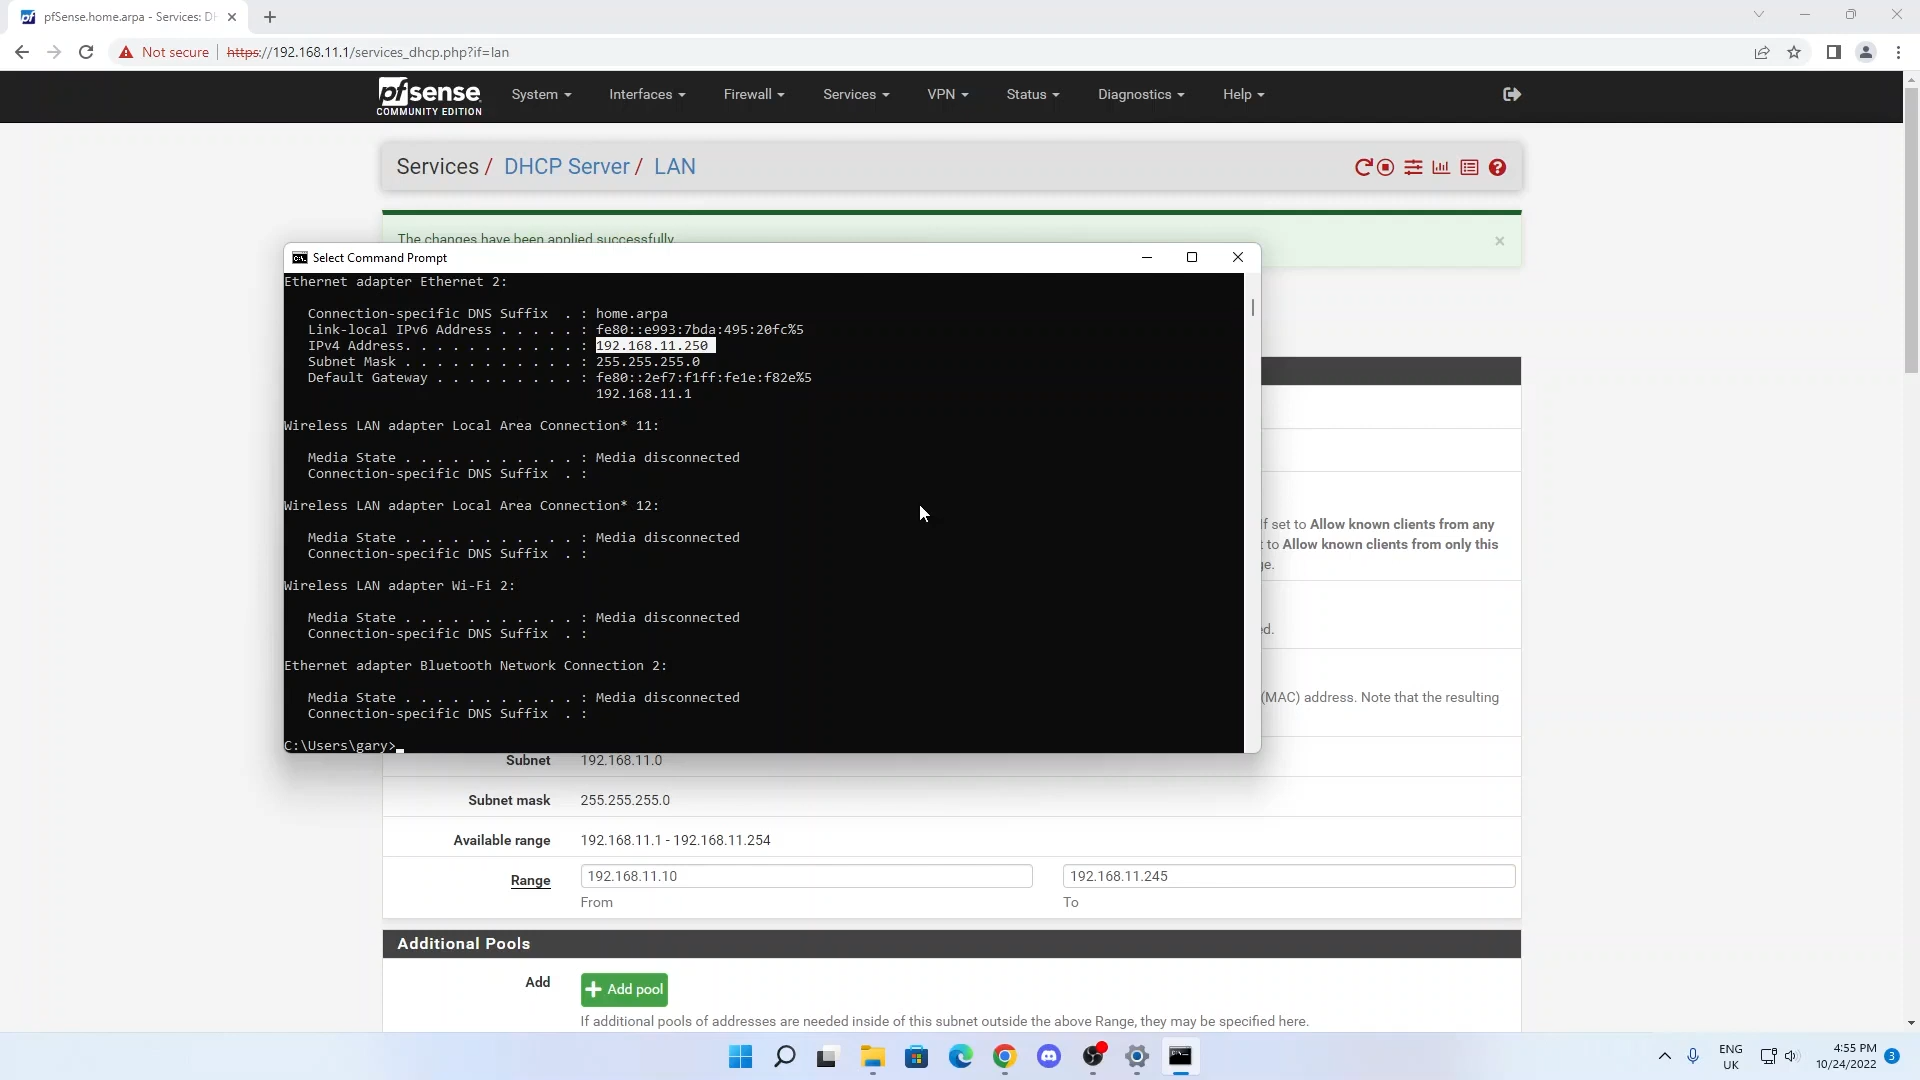 pfSense.home.arpa - Services: DH
Not secure
https://192.168.11.1/services_dhcp.php?if=lan
pfsense
COMMUNITY EDITION
System
Interfaces
Firewall
Services
VPN
Status
Diagnostics
Help
Services / DHCP Server / LAN
The changes have been applied successfully.
Select Command Prompt
Ethernet adapter Ethernet 2:
Connection-specific DNS Suffix  . : home.arpa
Link-local IPv6 Address . . . . . : fe80::e993:7bda:495:20fc%5
IPv4 Address. . . . . . . . . . . : 192.168.11.250
Subnet Mask . . . . . . . . . . . : 255.255.255.0
Default Gateway . . . . . . . . . : fe80::2ef7:f1ff:fe1e:f82e%5
192.168.11.1
Wireless LAN adapter Local Area Connection* 11:
Media State . . . . . . . . . . . : Media disconnected
Connection-specific DNS Suffix  . :
Wireless LAN adapter Local Area Connection* 12:
Media State . . . . . . . . . . . : Media disconnected
Connection-specific DNS Suffix  . :
Wireless LAN adapter Wi-Fi 2:
Media State . . . . . . . . . . . : Media disconnected
Connection-specific DNS Suffix  . :
Ethernet adapter Bluetooth Network Connection 2:
Media State . . . . . . . . . . . : Media disconnected
Connection-specific DNS Suffix  . :
C:\Users\gary>
If set to Allow known clients from any
to Allow known clients from only this
ge.
ed.
(MAC) address. Note that the resulting
Subnet 192.168.11.0
Subnet mask 255.255.255.0
Available range 192.168.11.1 - 192.168.11.254
Range 192.168.11.10 192.168.11.245
From To
Additional Pools
Add + Add pool
If additional pools of addresses are needed inside of this subnet outside the above Range, they may be specified here.
ENG
UK
4:55 PM
10/24/2022
3